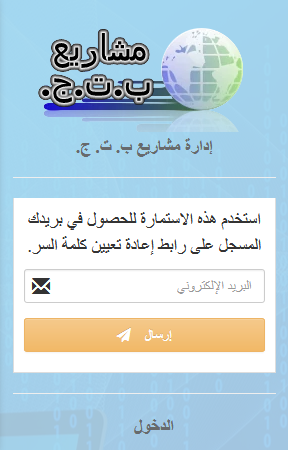 مشاريع
ب.ت.ج.
إدارة مشاريع ب. ت. ج.
استخدم هذه الاستمارة للحصول في بريدك
المسجل على رابط إعادة تعيين كلمة السر.
البريد الإلكتروني
إرسال
الدخول